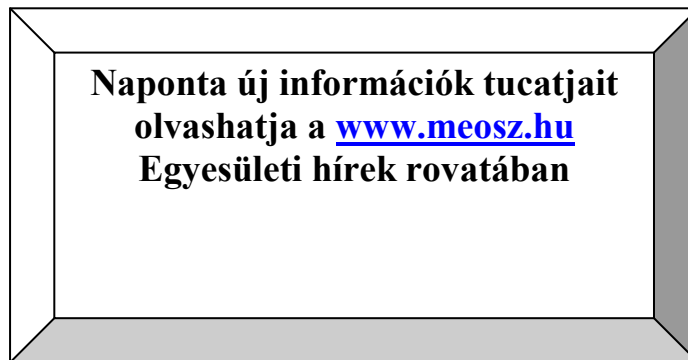 Naponta új információk tucatjait
olvashatja a www.meosz.hu
Egyesületi hírek rovatában